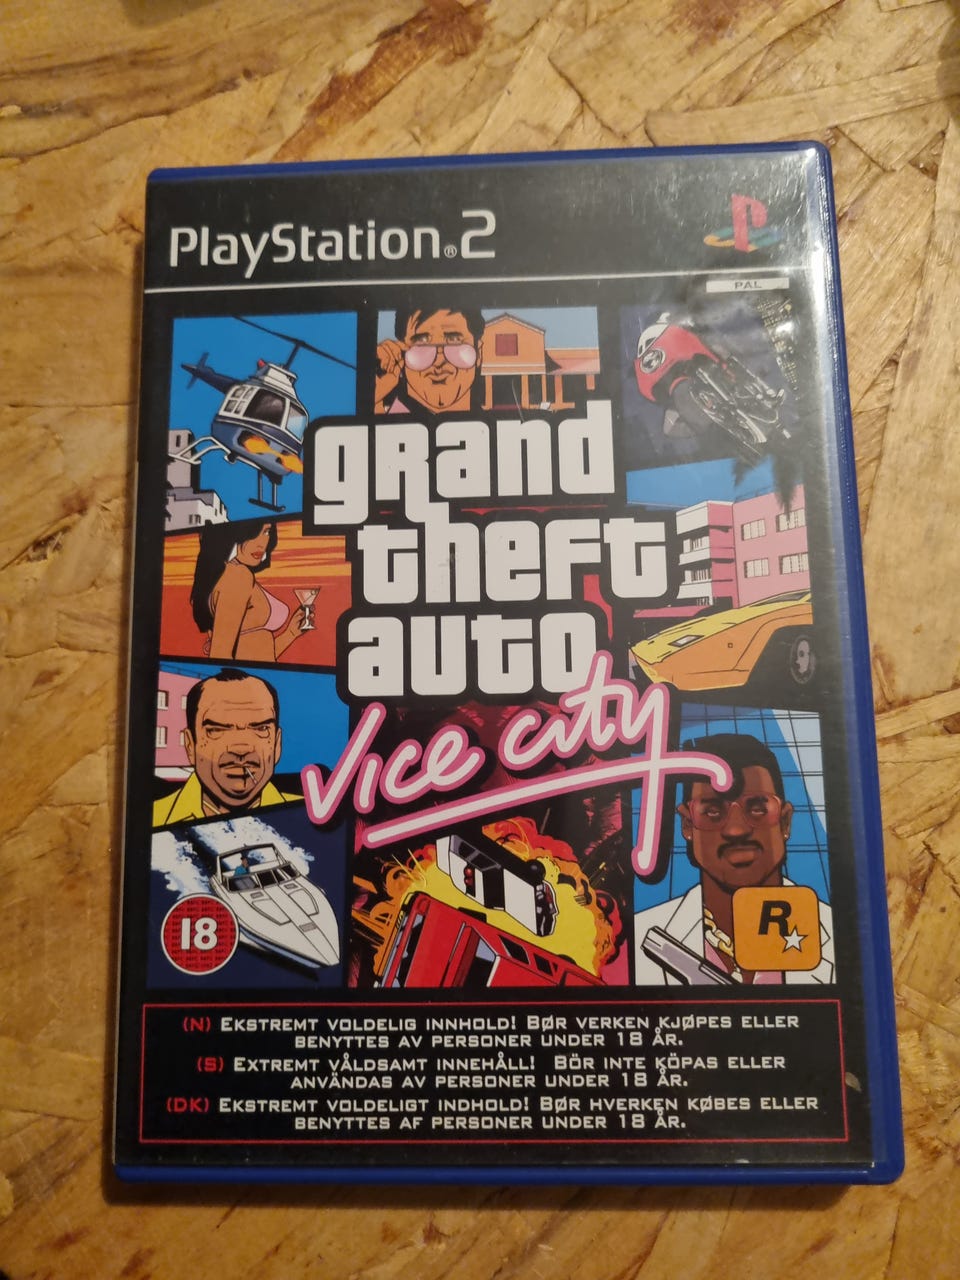 PlayStation®2
PAL
grand
theft
auto
Vice City
18
R
(N) EKSTREMT VOLDELIG INNHOLD! BØR VERKEN KJØPES ELLER
BENYTTES AV PERSONER UNDER 18 ÅR.
(S) EXTREMT VÅLDSAMT INNEHÅLL! BÖR INTE KÖPAS ELLER
ANVÄNDAS AV PERSONER UNDER 18 ÅR.
(DK) EKSTREMT VOLDELIGT INDHOLD! BØR HVERKEN KØBES ELLER
BENYTTES AF PERSONER UNDER 18 ÅR.